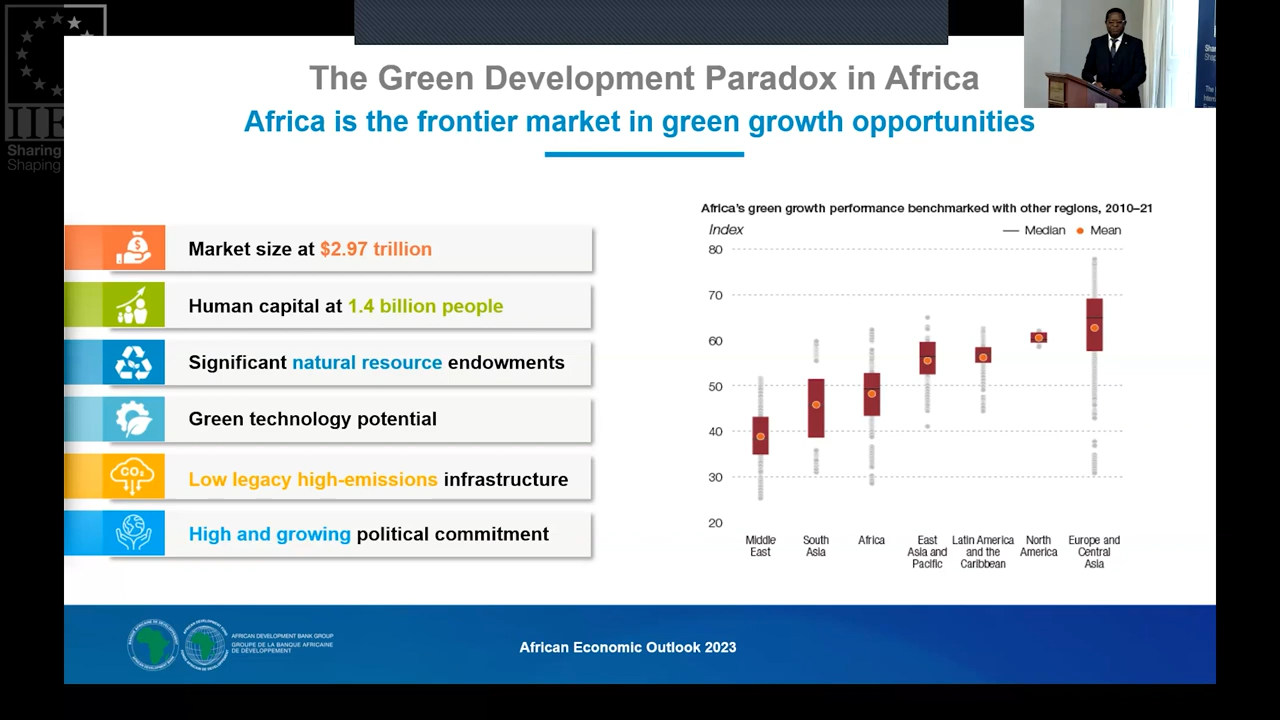 The Green Development Paradox in Africa
Africa is the frontier market in green growth opportunities
IIE
Sharing
Shaping
Market size at $2.97 trillion
Human capital at 1.4 billion people
Significant natural resource endowments
Green technology potential
CO₂
Low legacy high-emissions infrastructure
High and growing political commitment
Africa's green growth performance benchmarked with other regions, 2010–21
Index
Median
Mean
80
70
60
50
40
30
20
Middle East
South Asia
Africa
East Asia and Pacific
Latin America and the Caribbean
North America
Europe and Central Asia
AFRICAN DEVELOPMENT BANK GROUP
GROUPE DE LA BANQUE AFRICAINE
DE DÉVELOPPEMENT
African Economic Outlook 2023